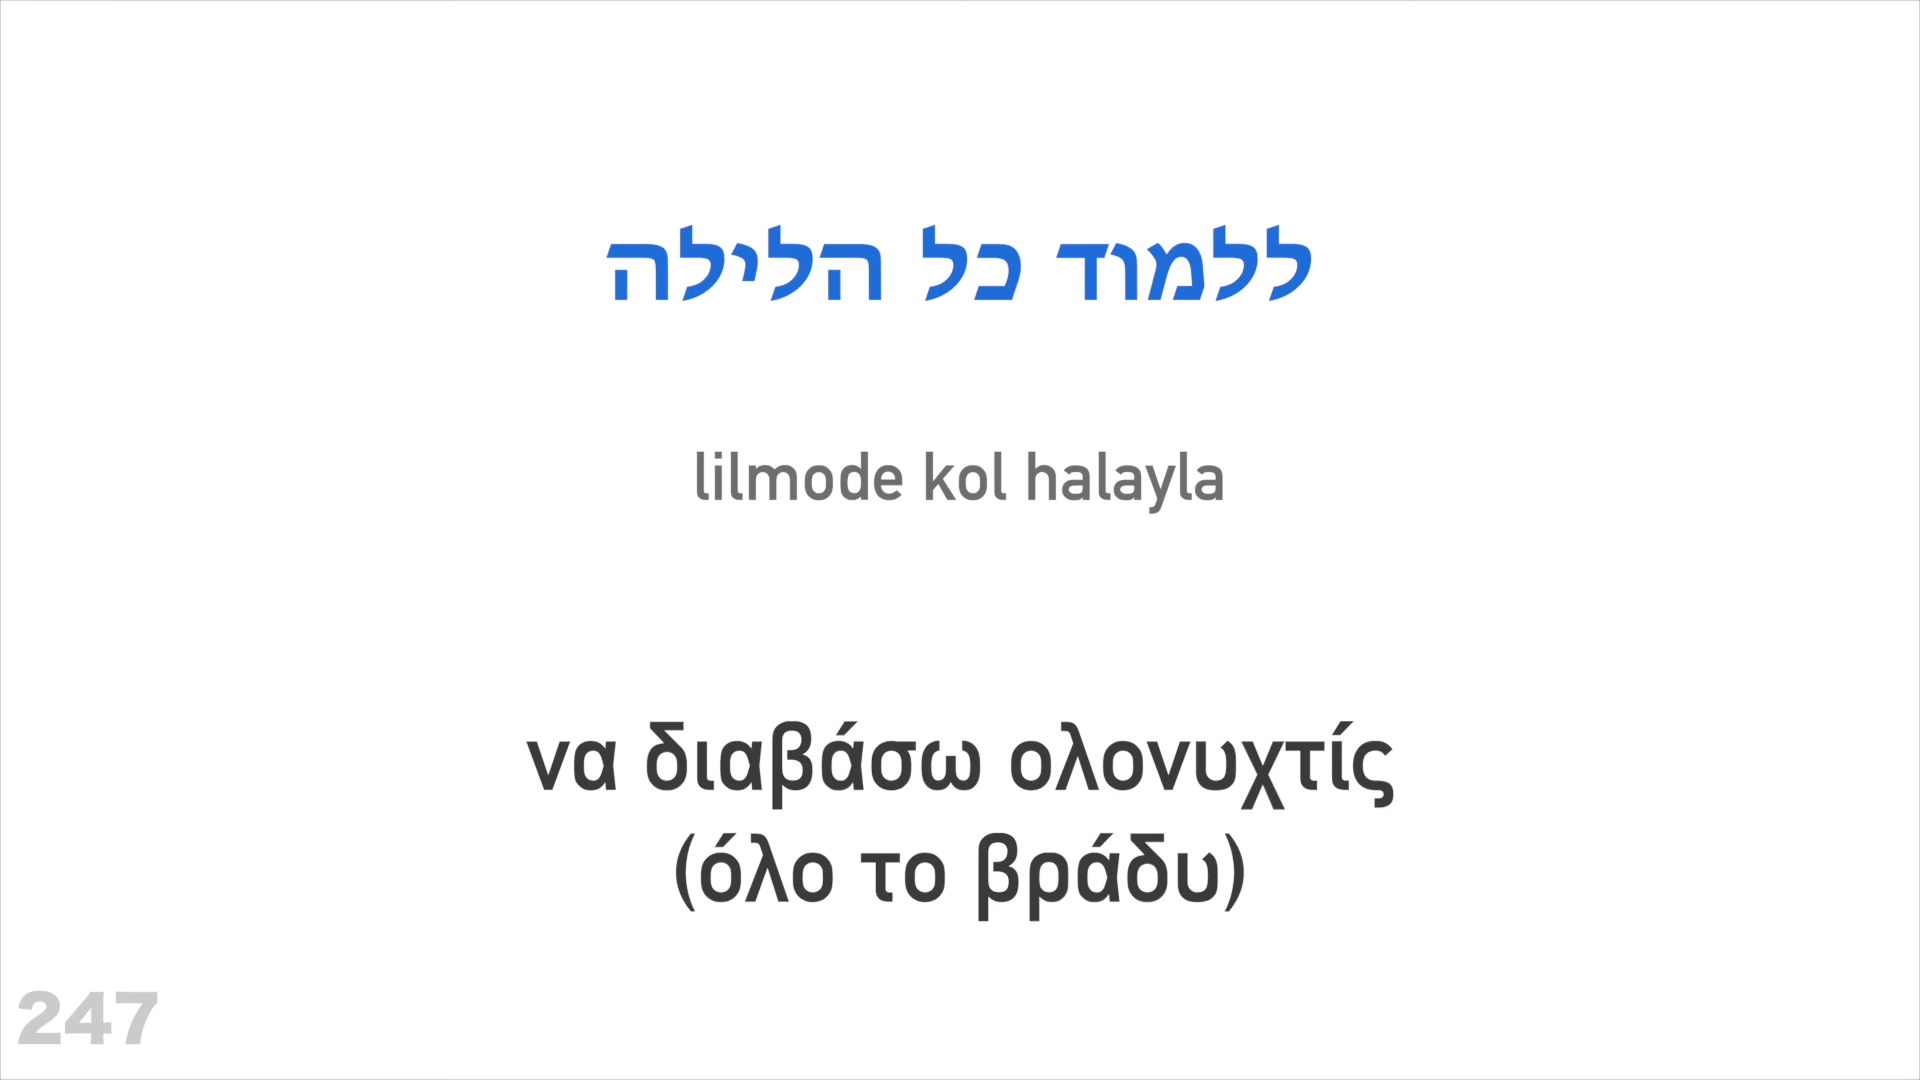 ללמוד כל הלילה
lilmode kol halayla
να διαβάσω ολονυχτίς
(όλο το βράδυ)
247